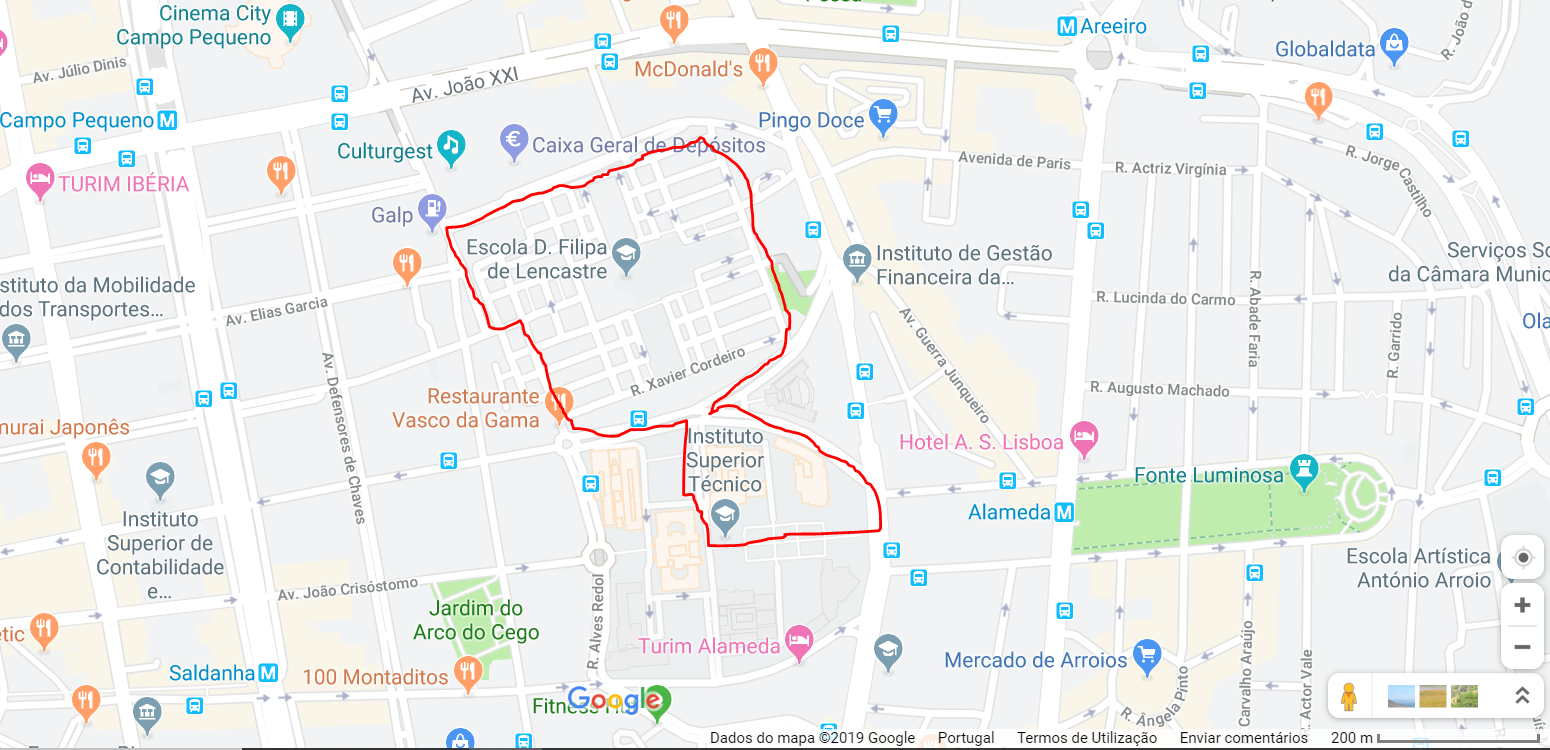 Cinema City
Campo Pequeno
Areeiro
Globaldata
R. João d
Av. Júlio Dinis
McDonald's
Av. João XXI
Campo Pequeno
Pingo Doce
Culturgest
Caixa Geral de Depósitos
Avenida de Paris
R. Actriz Virgínia
R. Jorge Castilho
TURIM IBÉRIA
Galp
Escola D. Filipa
de Lencastre
Instituto de Gestão
Financeira da...
Serviços So
da Câmara Munic
stituto da Mobilidade
dos Transportes...
Av. Elias Garcia
R. Lucinda do Carmo
R. Abade Faria
R. Garrido
Ola
Av. Guerra Junqueiro
R. Xavier Cordeiro
Av. Defensores de Chaves
R. Augusto Machado
Restaurante
Vasco da Gama
murai Japonês
Instituto
Superior
Técnico
Hotel A. S. Lisboa
Fonte Luminosa
Alameda
Instituto
Superior de
Contabilidade
e...
Escola Artística
António Arroio
Av. João Crisóstomo
Jardim do
Arco do Cego
R. Alves Redol
Turim Alameda
etic
Saldanha
100 Montaditos
Mercado de Arroios
Carvalho Araújo
R. Actor Vale
R. Ângela Pinto
Google
Dados do mapa ©2019 Google Portugal Termos de Utilização Enviar comentários 200 m